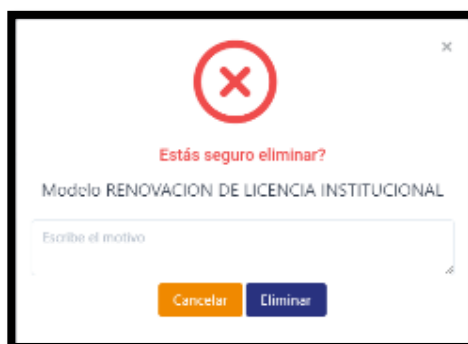 Estás seguro eliminar?
Modelo RENOVACION DE LICENCIA INSTITUCIONAL
Escribe el motivo
Cancelar Eliminar